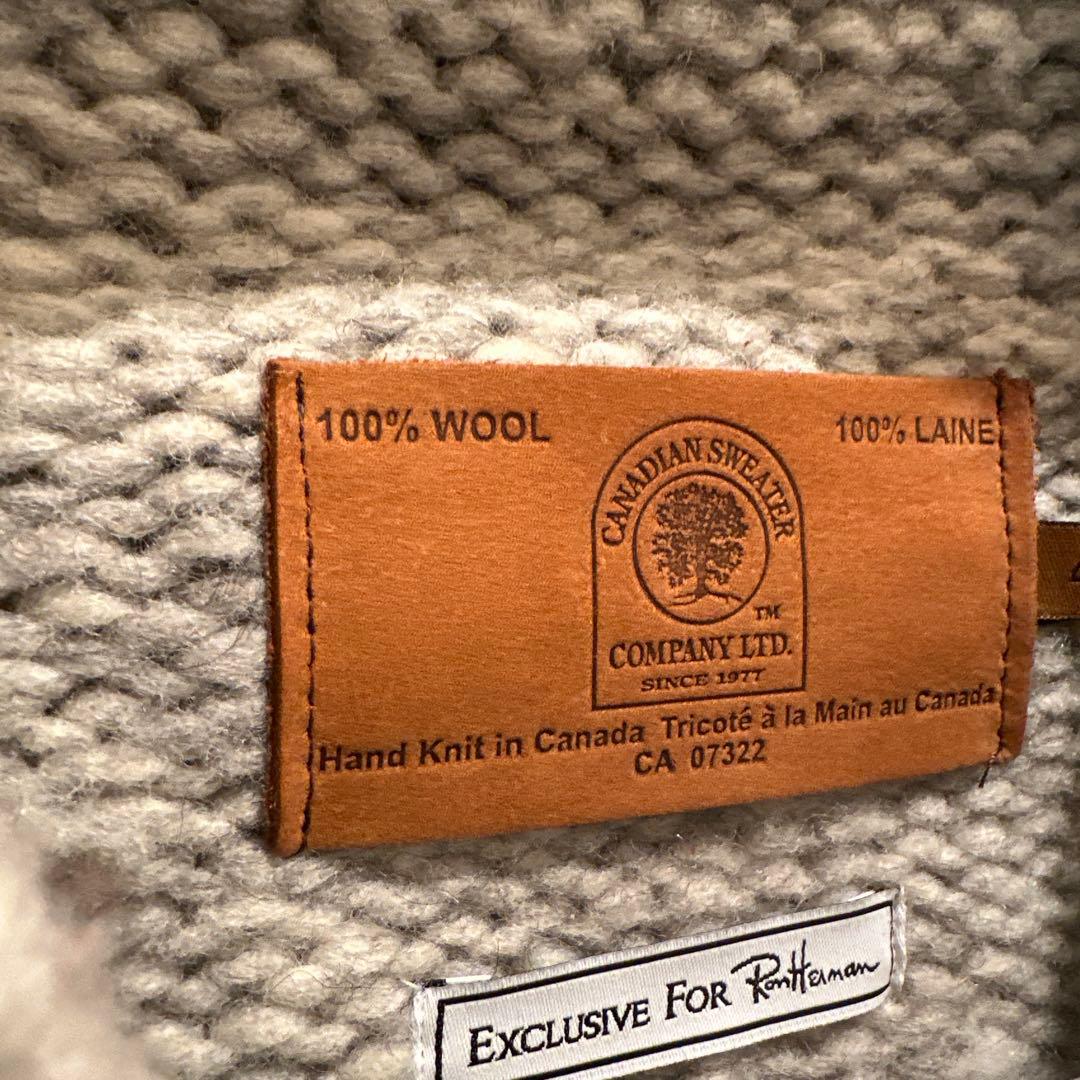 100% WOOL
100% LAINE
CANADIAN SWEATER
TM
COMPANY LTD.
SINCE 1977
Hand Knit in Canada Tricoté à la Main au Canada
CA 07322
EXCLUSIVE FOR RonHerman